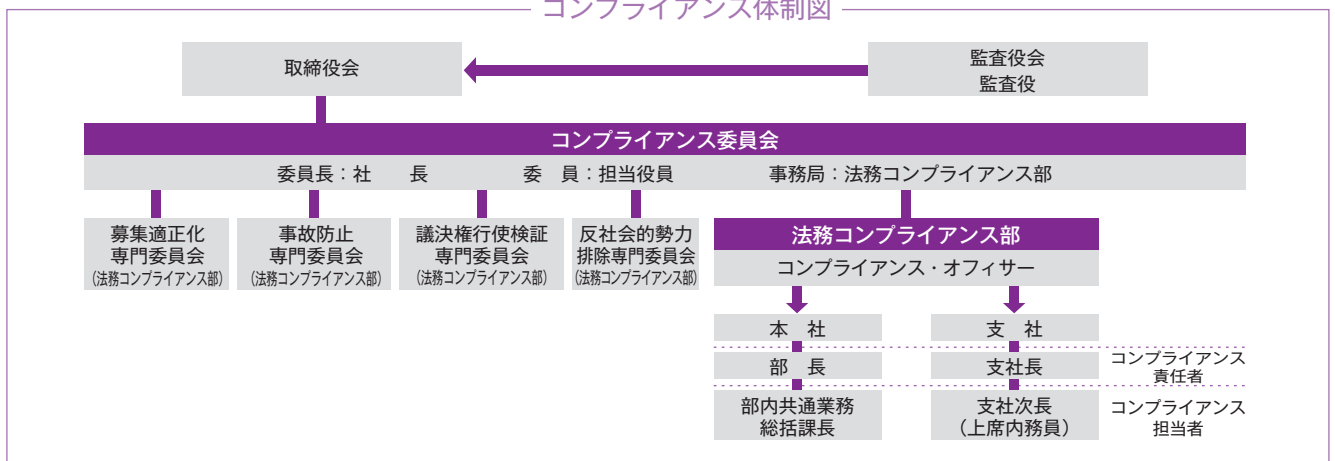 コンプライアンス体制図
取締役会
監査役会
監査役
コンプライアンス委員会
委員長：社　長　委　員：担当役員　事務局：法務コンプライアンス部
募集適正化
専門委員会
(法務コンプライアンス部)
事故防止
専門委員会
(法務コンプライアンス部)
議決権行使検証
専門委員会
(法務コンプライアンス部)
反社会的勢力
排除専門委員会
(法務コンプライアンス部)
法務コンプライアンス部
コンプライアンス・オフィサー
本　社
支　社
部　長
支社長
コンプライアンス
責任者
部内共通業務
総括課長
支社次長
（上席内務員）
コンプライアンス
担当者